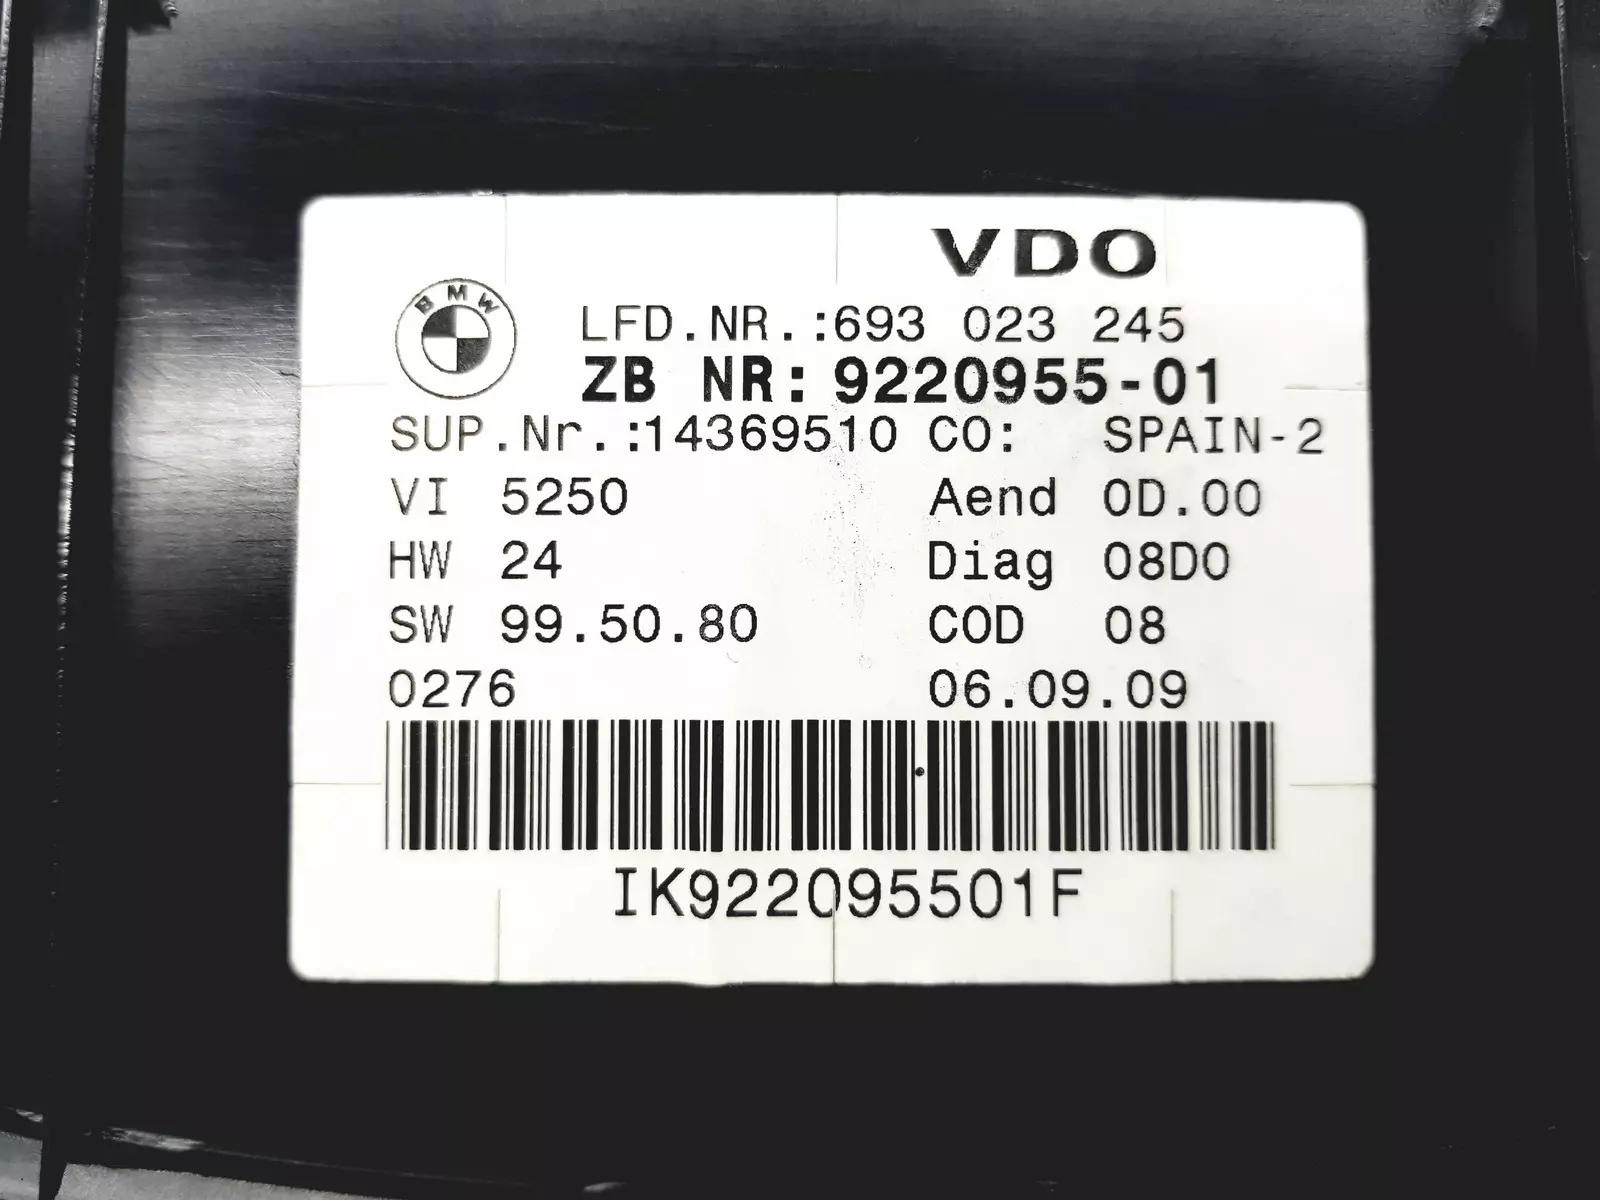 VDO
BMW
LFD.NR.:693 023 245
ZB NR: 9220955-01
SUP.Nr.:14369510 CO: SPAIN-2
VI 5250 Aend 0D.00
HW 24 Diag 08D0
SW 99.50.80 COD 08
0276 06.09.09
IK922095501F